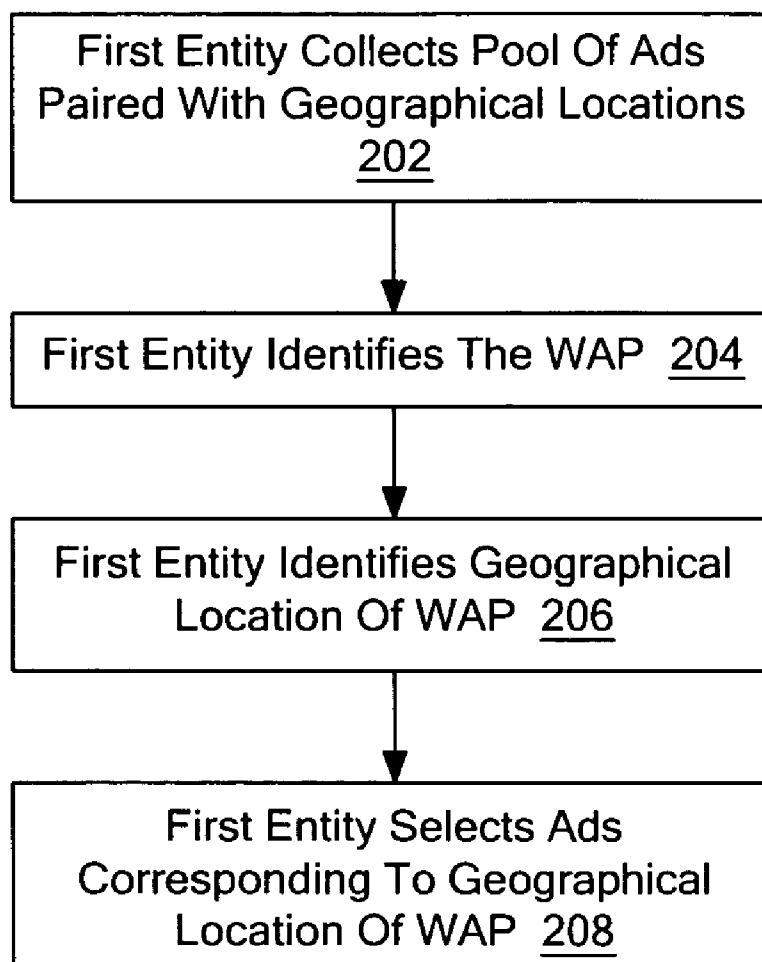 First Entity Collects Pool Of Ads
Paired With Geographical Locations
202
First Entity Identifies The WAP 204
First Entity Identifies Geographical
Location Of WAP 206
First Entity Selects Ads
Corresponding To Geographical
Location Of WAP 208